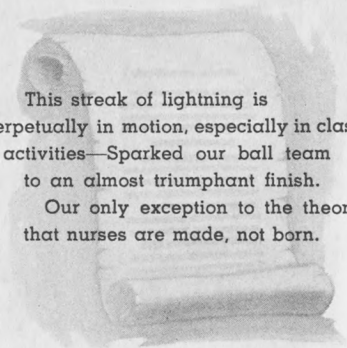 This streak of lightning is
erpetually in motion, especially in clas
activities—Sparked our ball team
to an almost triumphant finish.
Our only exception to the theor
that nurses are made, not born.